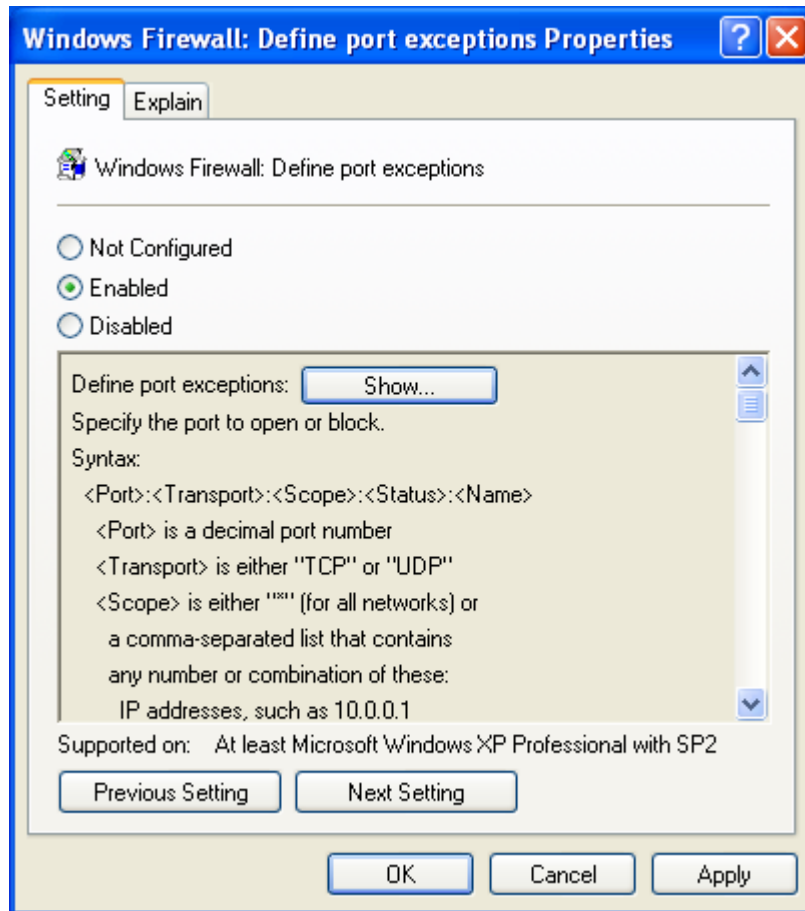 Windows Firewall: Define port exceptions Properties
Setting Explain
Windows Firewall: Define port exceptions
Not Configured
Enabled
Disabled
Define port exceptions: Show...
Specify the port to open or block.
Syntax:
<Port>:<Transport>:<Scope>:<Status>:<Name>
<Port> is a decimal port number
<Transport> is either "TCP" or "UDP"
<Scope> is either "*" (for all networks) or
a comma-separated list that contains
any number or combination of these:
IP addresses, such as 10.0.0.1
Supported on: At least Microsoft Windows XP Professional with SP2
Previous Setting Next Setting
OK Cancel Apply